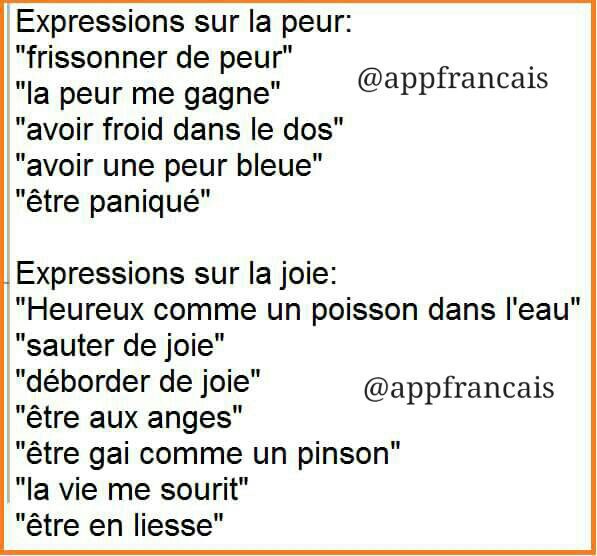 Expressions sur la peur:
"frissonner de peur"
@appfrancais
"la peur me gagne"
"avoir froid dans le dos"
"avoir une peur bleue"
"être paniqué"
Expressions sur la joie:
"Heureux comme un poisson dans l'eau"
"sauter de joie"
"déborder de joie"
@appfrancais
"être aux anges"
"être gai comme un pinson"
"la vie me sourit"
"être en liesse"